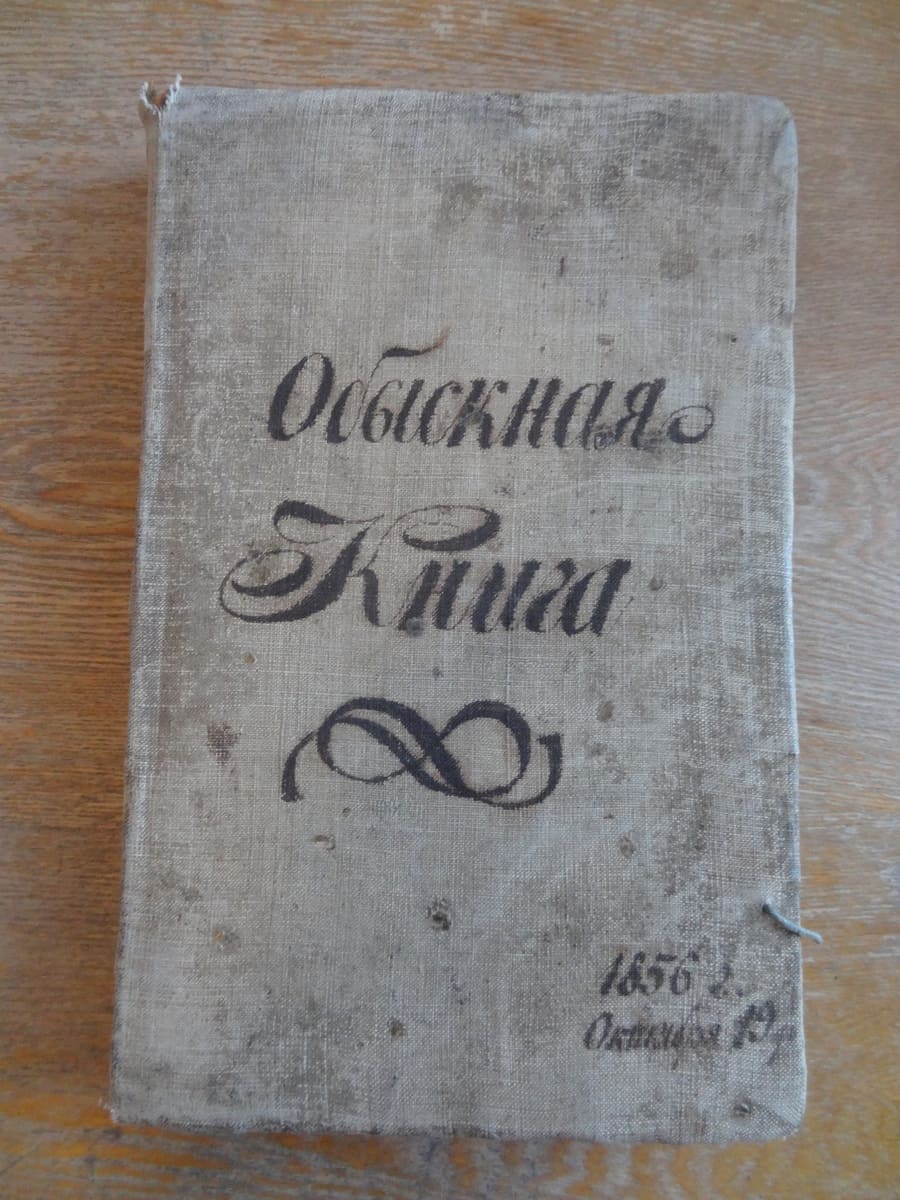 Обыскная
Книга
1856 г.
Октября 19